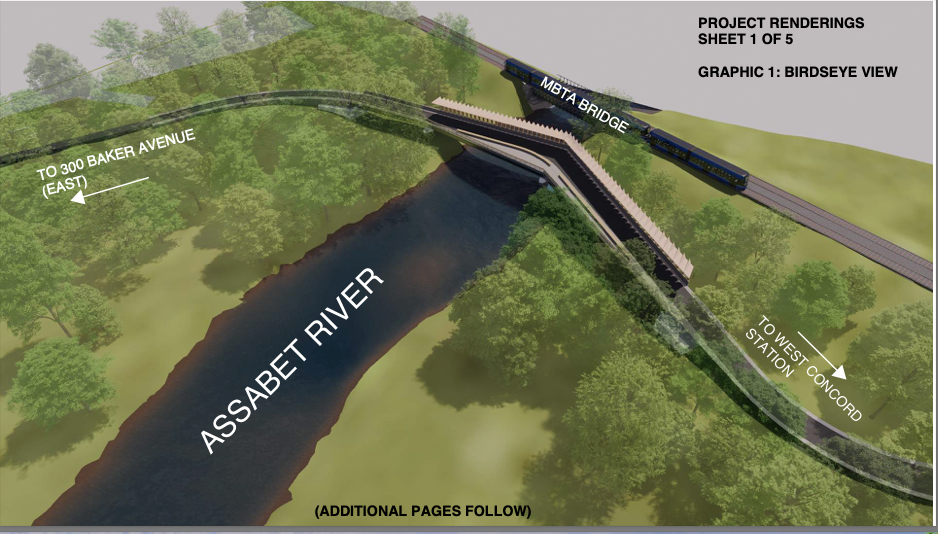 PROJECT RENDERINGS
SHEET 1 OF 5
GRAPHIC 1: BIRDSEYE VIEW
MBTA BRIDGE
TO 300 BAKER AVENUE
(EAST)
ASSABET RIVER
TO WEST CONCORD
STATION
(ADDITIONAL PAGES FOLLOW)